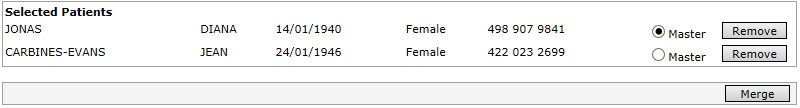 Selected Patients
JONAS DIANA 14/01/1940 Female 498 907 9841 Master Remove
CARBINES-EVANS JEAN 24/01/1946 Female 422 023 2699 Master Remove
Merge